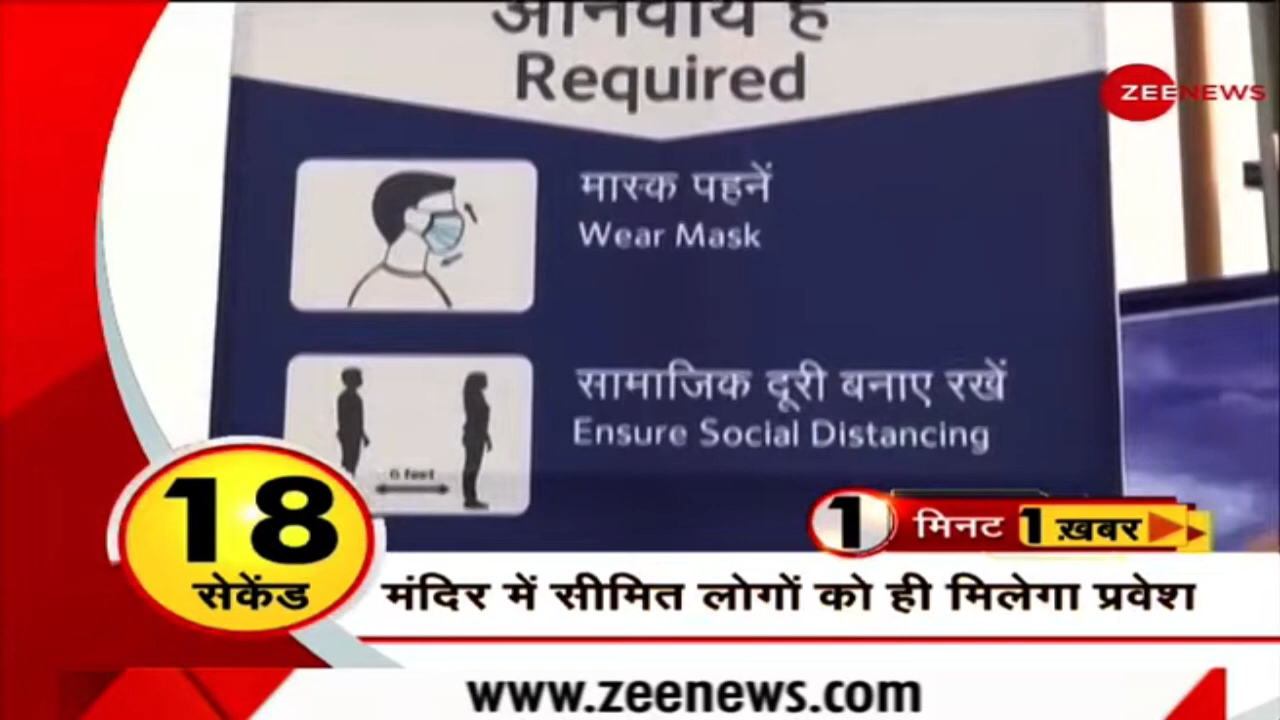 अनिवार्य है
Required
ZEE NEWS
मास्क पहनें
Wear Mask
सामाजिक दूरी बनाए रखें
Ensure Social Distancing
6 feet
18
सेकेंड
1 मिनट 1 ख़बर
मंदिर में सीमित लोगों को ही मिलेगा प्रवेश
www.zeenews.com